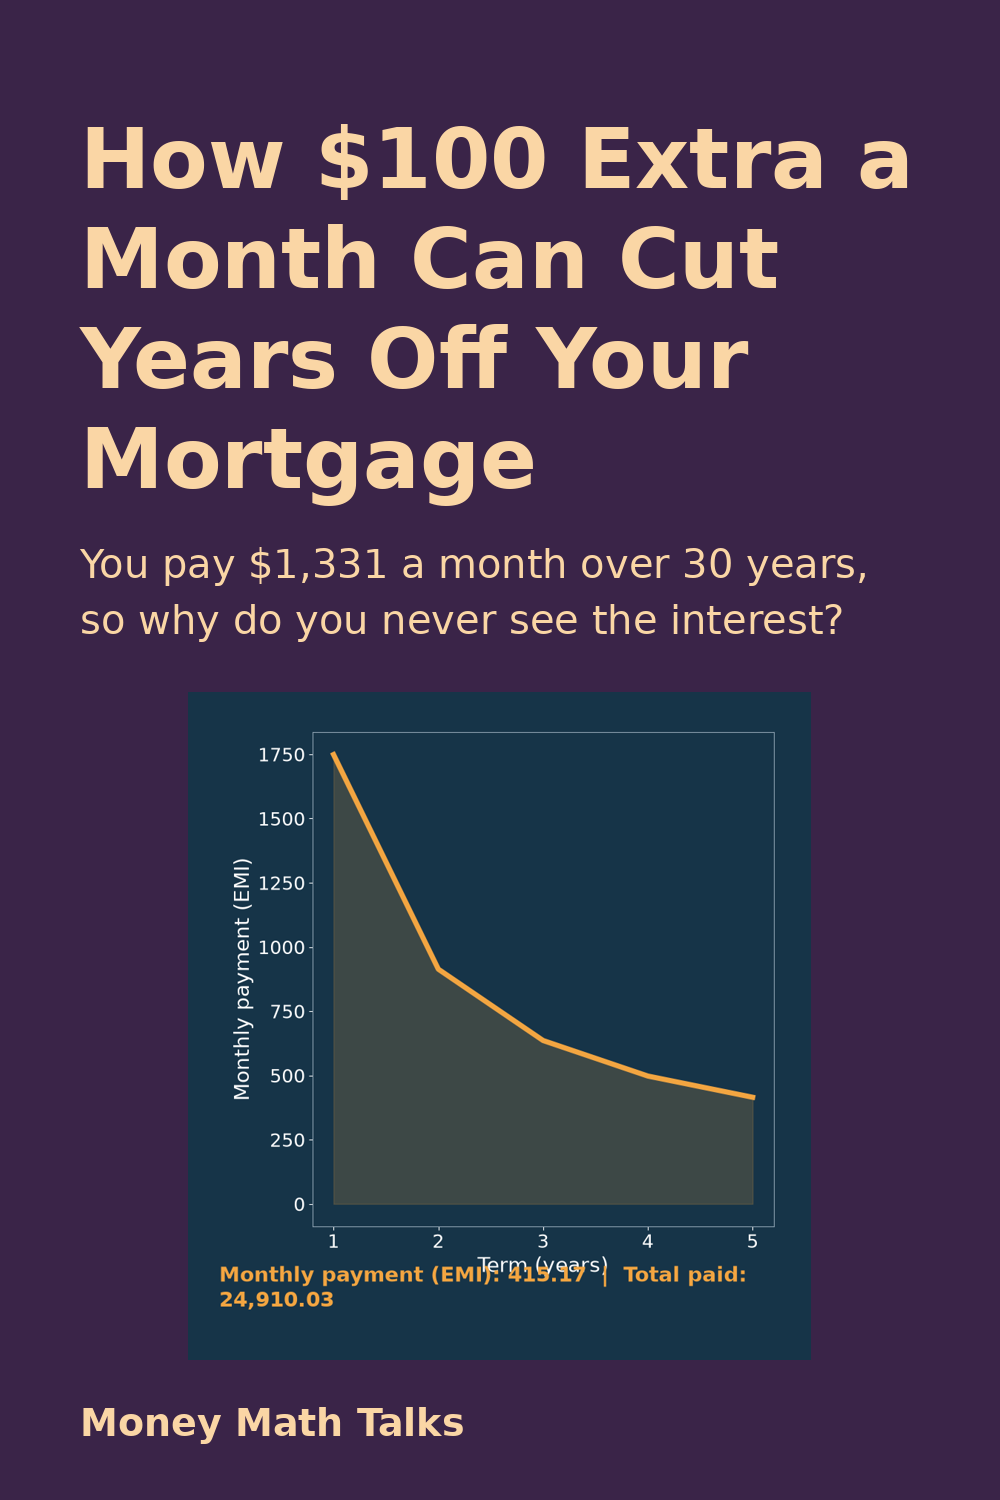 How $100 Extra a
Month Can Cut
Years Off Your
Mortgage
You pay $1,331 a month over 30 years,
so why do you never see the interest?
1750
1500
1250
1000
750
500
250
0
Monthly payment (EMI)
1 2 3 4 5
Term (years)
Monthly payment (EMI): 415.17 | Total paid:
24,910.03
Money Math Talks